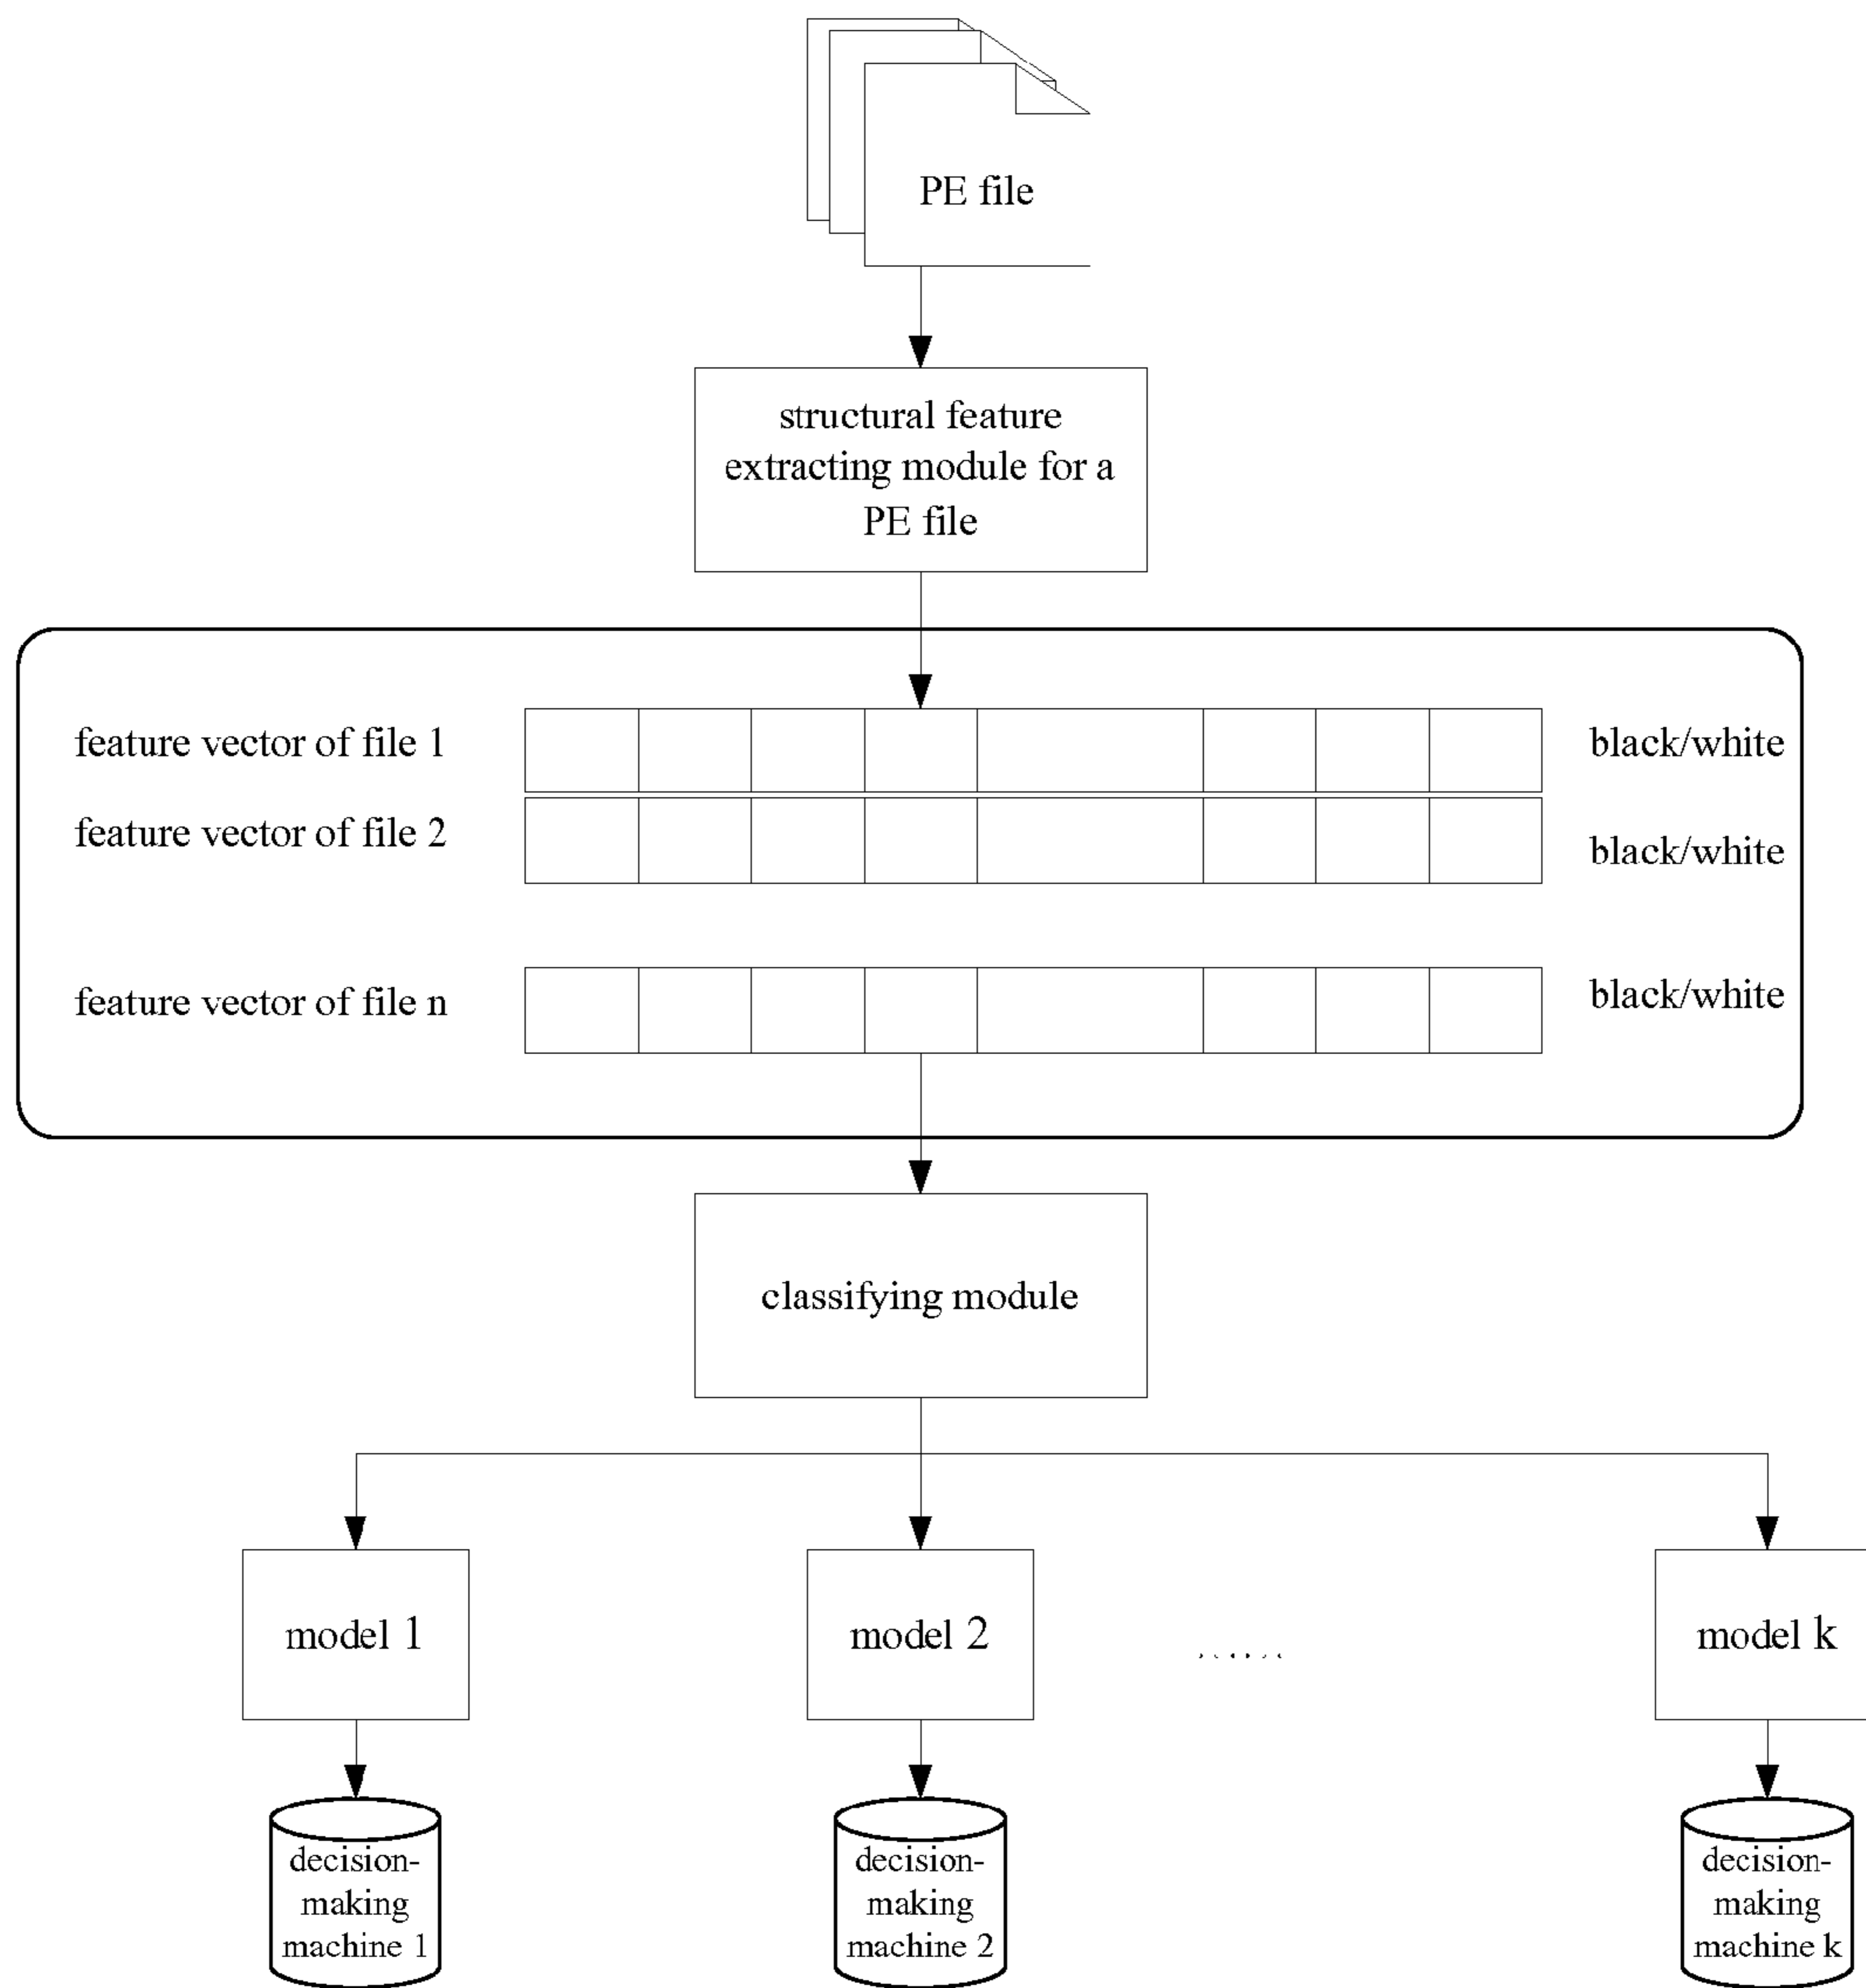 PE file
structural feature
extracting module for a
PE file
feature vector of file 1
black/white
feature vector of file 2
black/white
feature vector of file n
black/white
classifying module
model 1
model 2
......
model k
decision-
making
machine 1
decision-
making
machine 2
decision-
making
machine k